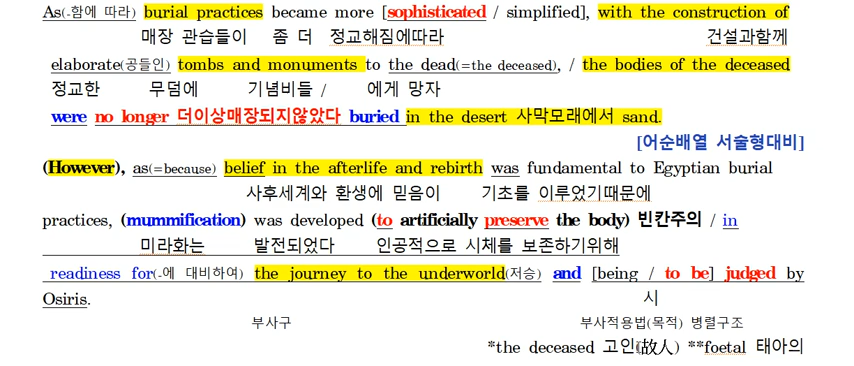 As(-함에 따라) burial practices became more [sophisticated / simplified], with the construction of
매장 관습들이 좀 더 정교해짐에따라 건설과함께
elaborate(공들인) tombs and monuments to the dead(=the deceased), / the bodies of the deceased
정교한 무덤에 기념비들 / 에게 망자
were no longer 더이상매장되지않았다 buried in the desert 사막모래에서 sand.
[어순배열 서술형대비]
(However), as(=because) belief in the afterlife and rebirth was fundamental to Egyptian burial
사후세계와 환생에 믿음이 기초를 이루었기때문에
practices, (mummification) was developed (to artificially preserve the body) 빈칸주의 / in
미라화는 발전되었다 인공적으로 시체를 보존하기위해
readiness for(-에 대비하여) the journey to the underworld(저승) and [being / to be] judged by
Osiris. 시
부사구 부사적용법(목적) 병렬구조
*the deceased 고인(故人) **foetal 태아의